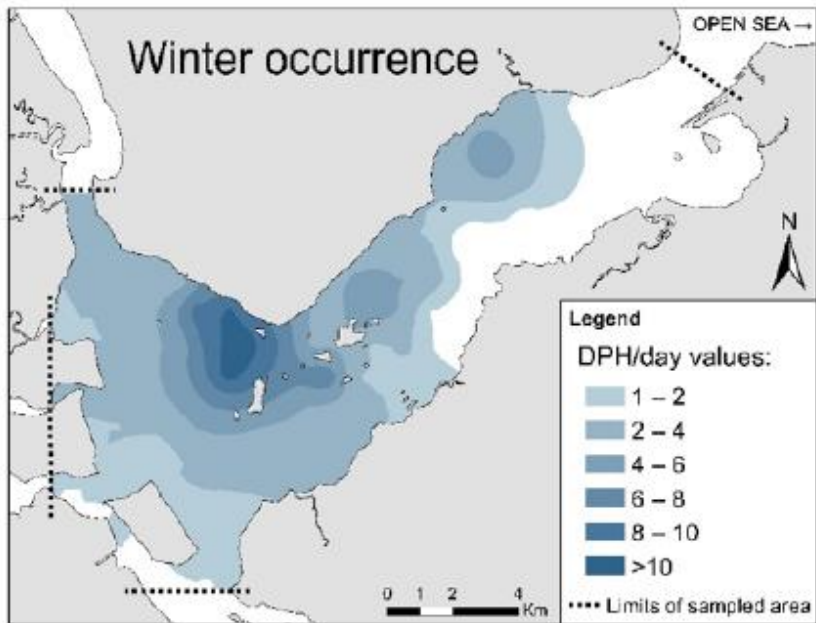 OPEN SEA →
Winter occurrence
N
Legend
DPH/day values:
1 – 2
2 – 4
4 – 6
6 – 8
8 – 10
>10
Limits of sampled area
0 1 2 4
Km